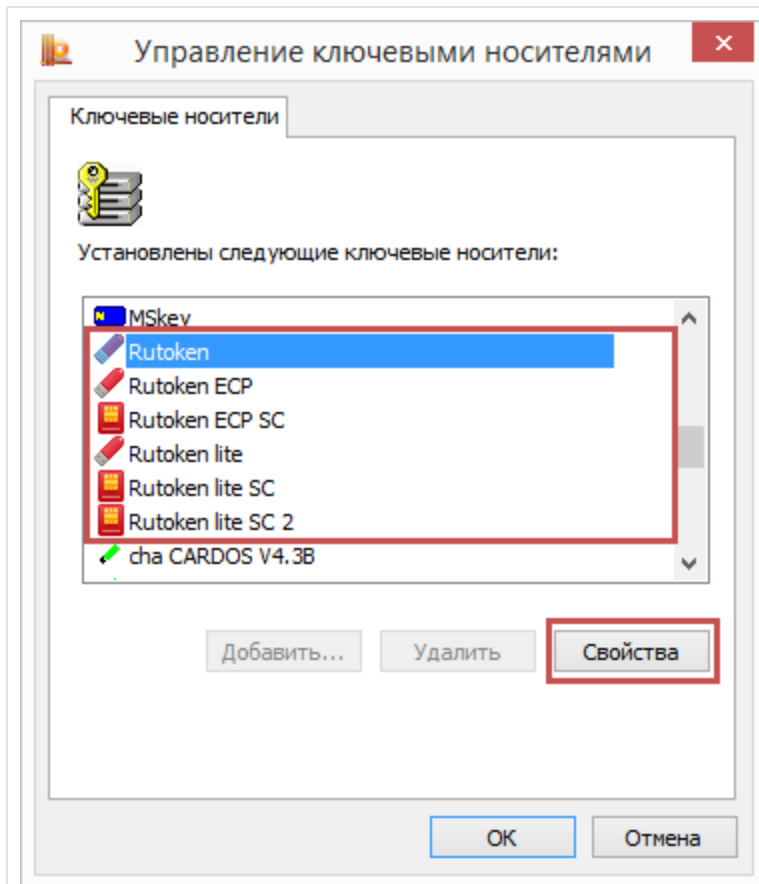 Управление ключевыми носителями
Ключевые носители
Установлены следующие ключевые носители:
MSkey
Rutoken
Rutoken ECP
Rutoken ECP SC
Rutoken lite
Rutoken lite SC
Rutoken lite SC 2
cha CARDOS V4.3B
Добавить... Удалить Свойства
OK Отмена